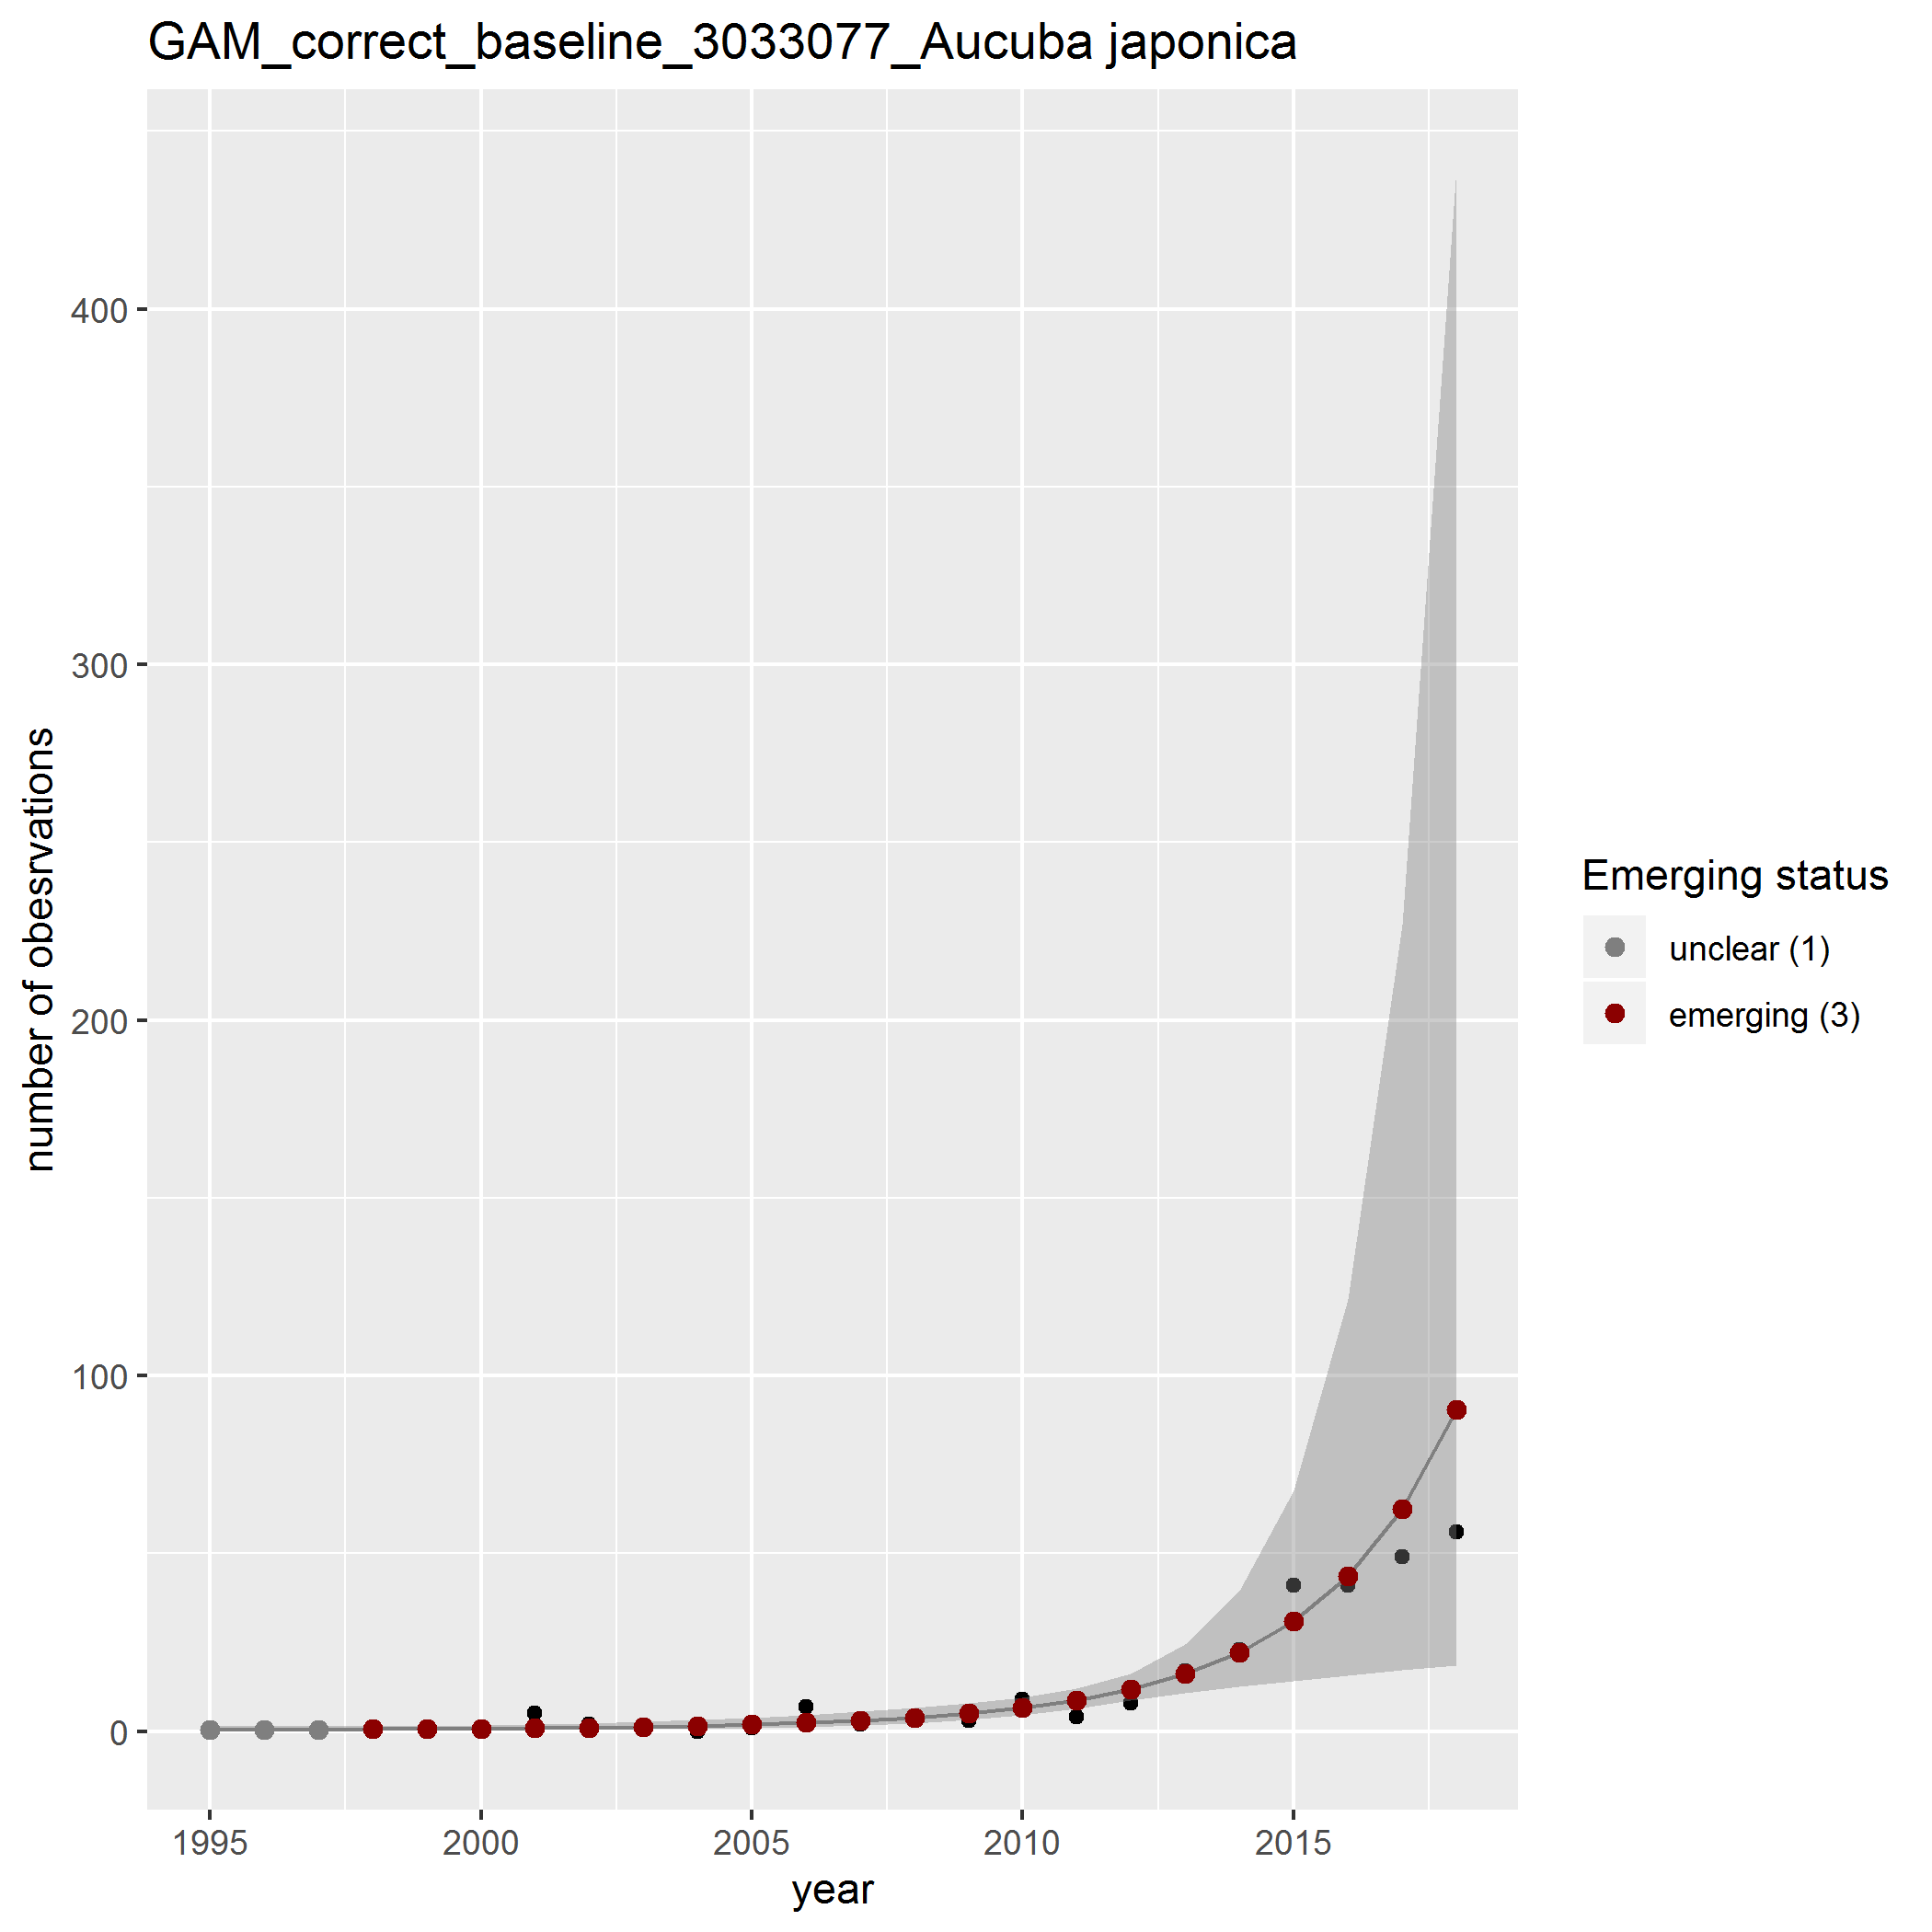 GAM_correct_baseline_3033077_Aucuba japonica
number of obesrvations
400
300
200
100
0
1995 2000 2005 2010 2015
year
Emerging status
unclear (1)
emerging (3)